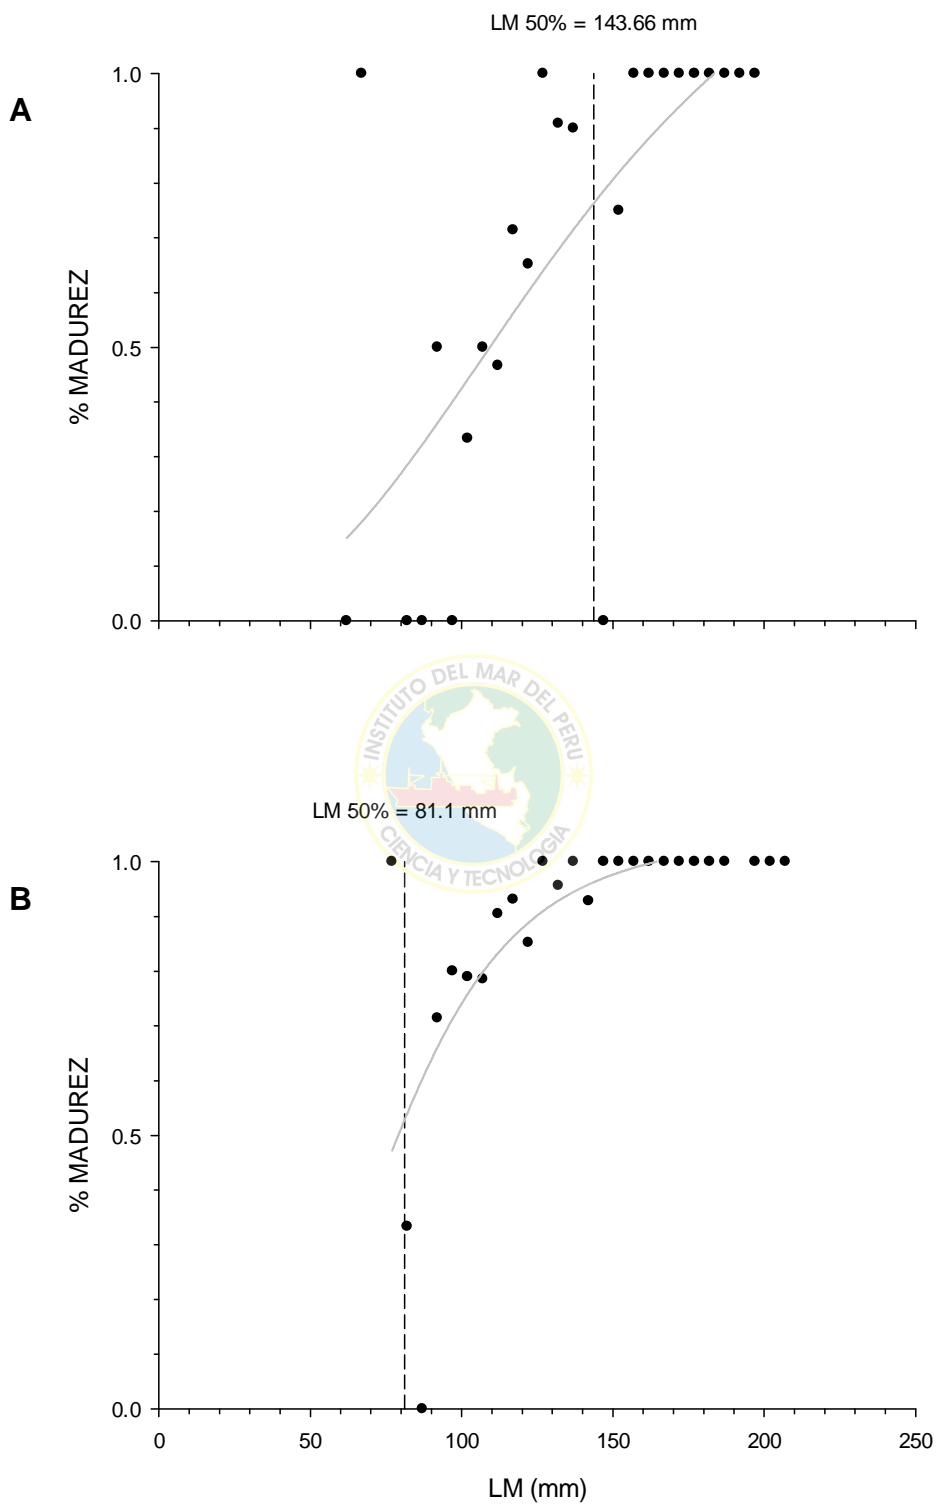 LM 50% = 143.66 mm
A
1.0
0.5
0.0
% MADUREZ
INSTITUTO DEL MAR DEL PERU
CIENCIA Y TECNOLOGIA
LM 50% = 81.1 mm
B
1.0
0.5
0.0
% MADUREZ
0 50 100 150 200 250
LM (mm)